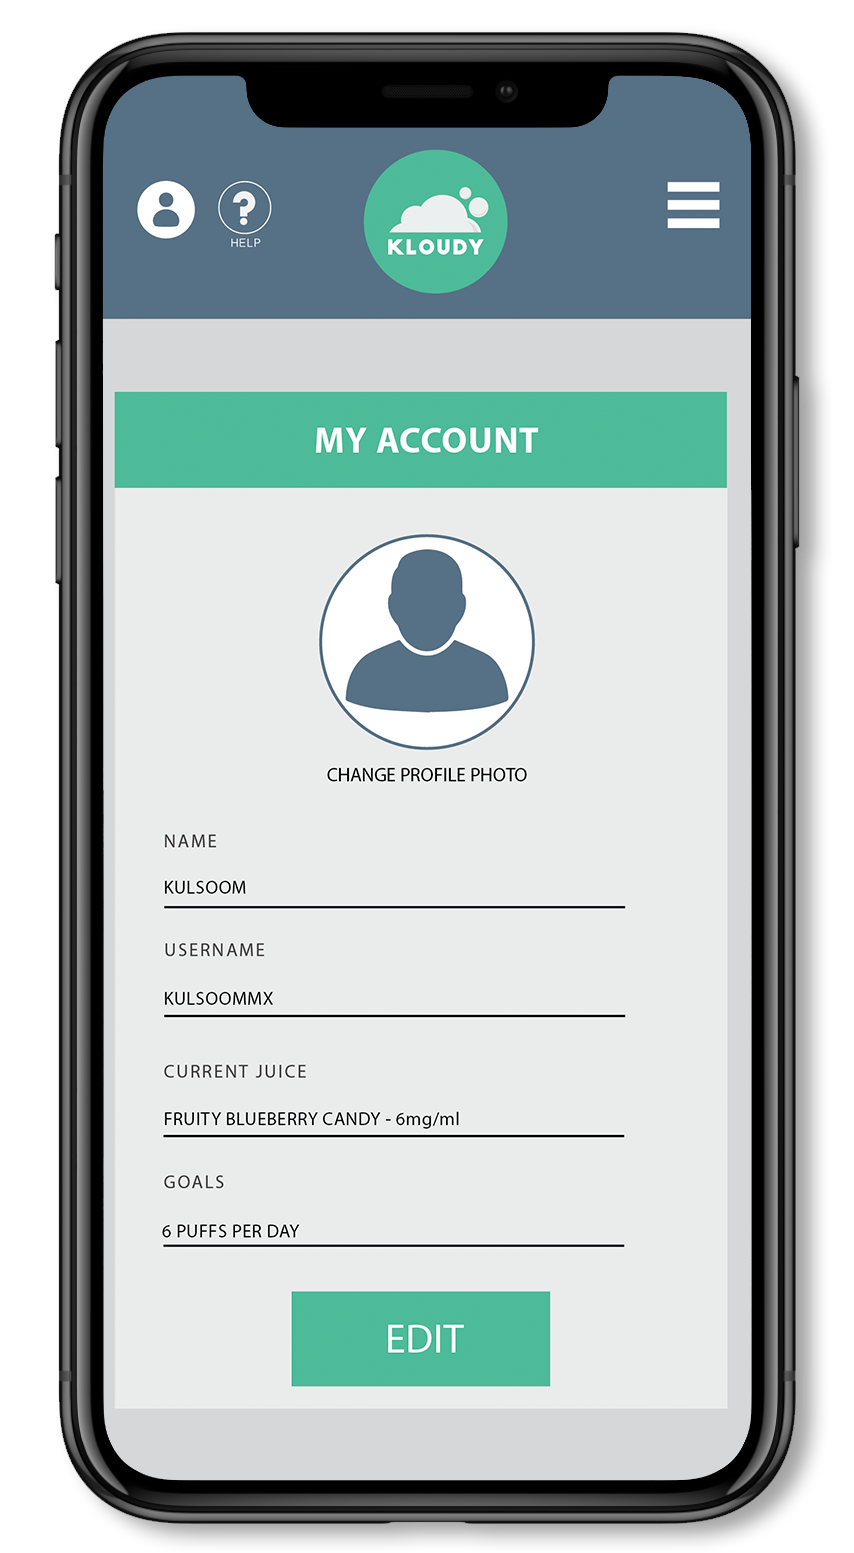 HELP
KLOUDY
MY ACCOUNT
CHANGE PROFILE PHOTO
NAME
KULSOOM
USERNAME
KULSOOMMX
CURRENT JUICE
FRUITY BLUEBERRY CANDY - 6mg/ml
GOALS
6 PUFFS PER DAY
EDIT